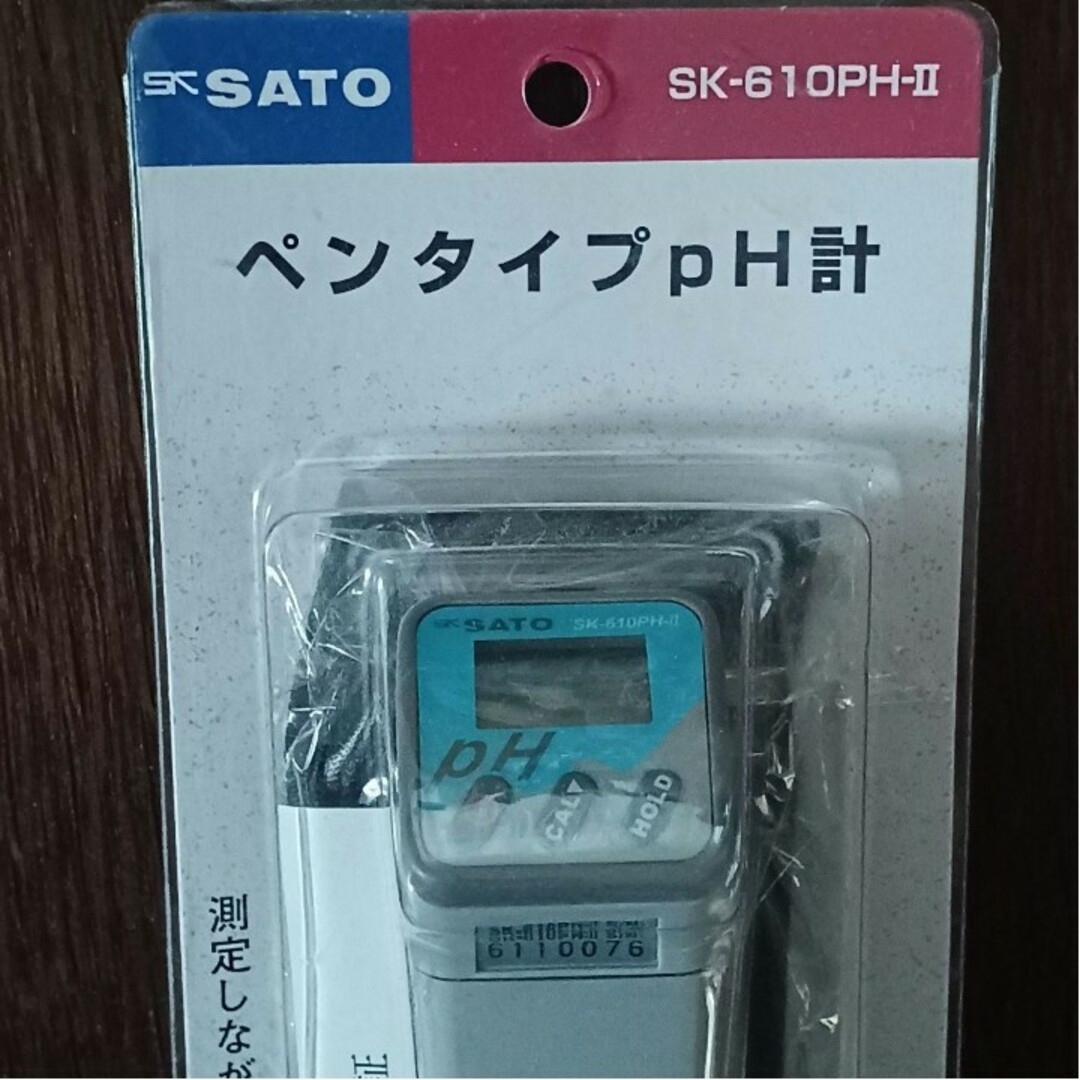 SK SATO
SK-610PH-II
ペンタイプpH計
SK SATO SK-610PH-II
pH
CAL
HOLD
6110076
測定しなが
証